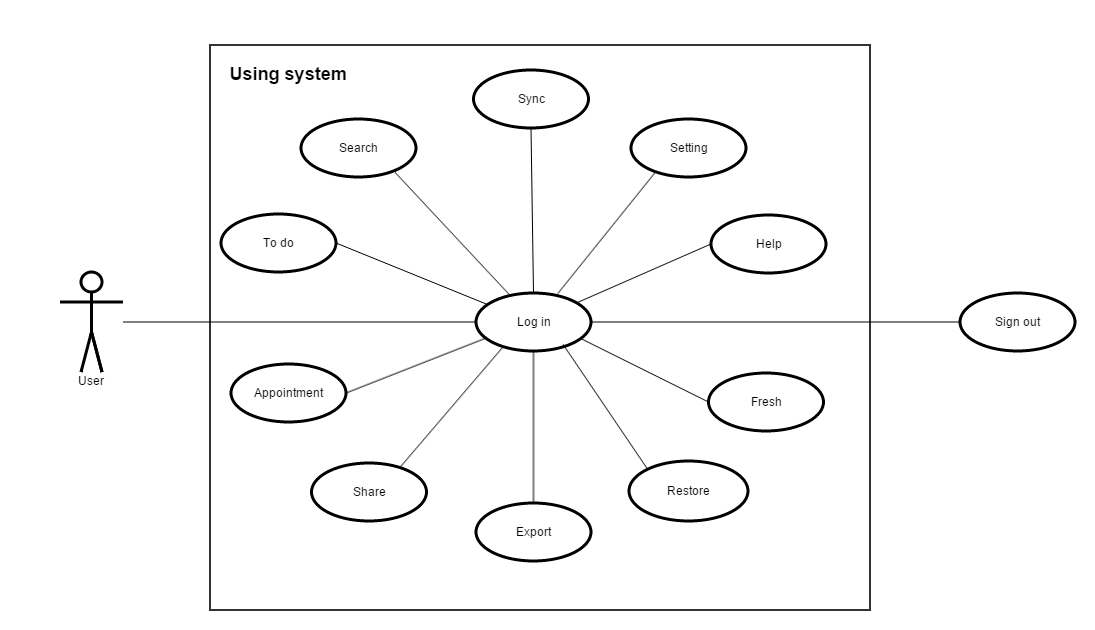 Using system
Sync
Search
Setting
To do
Help
Log in
Sign out
User
Appointment
Fresh
Share
Restore
Export